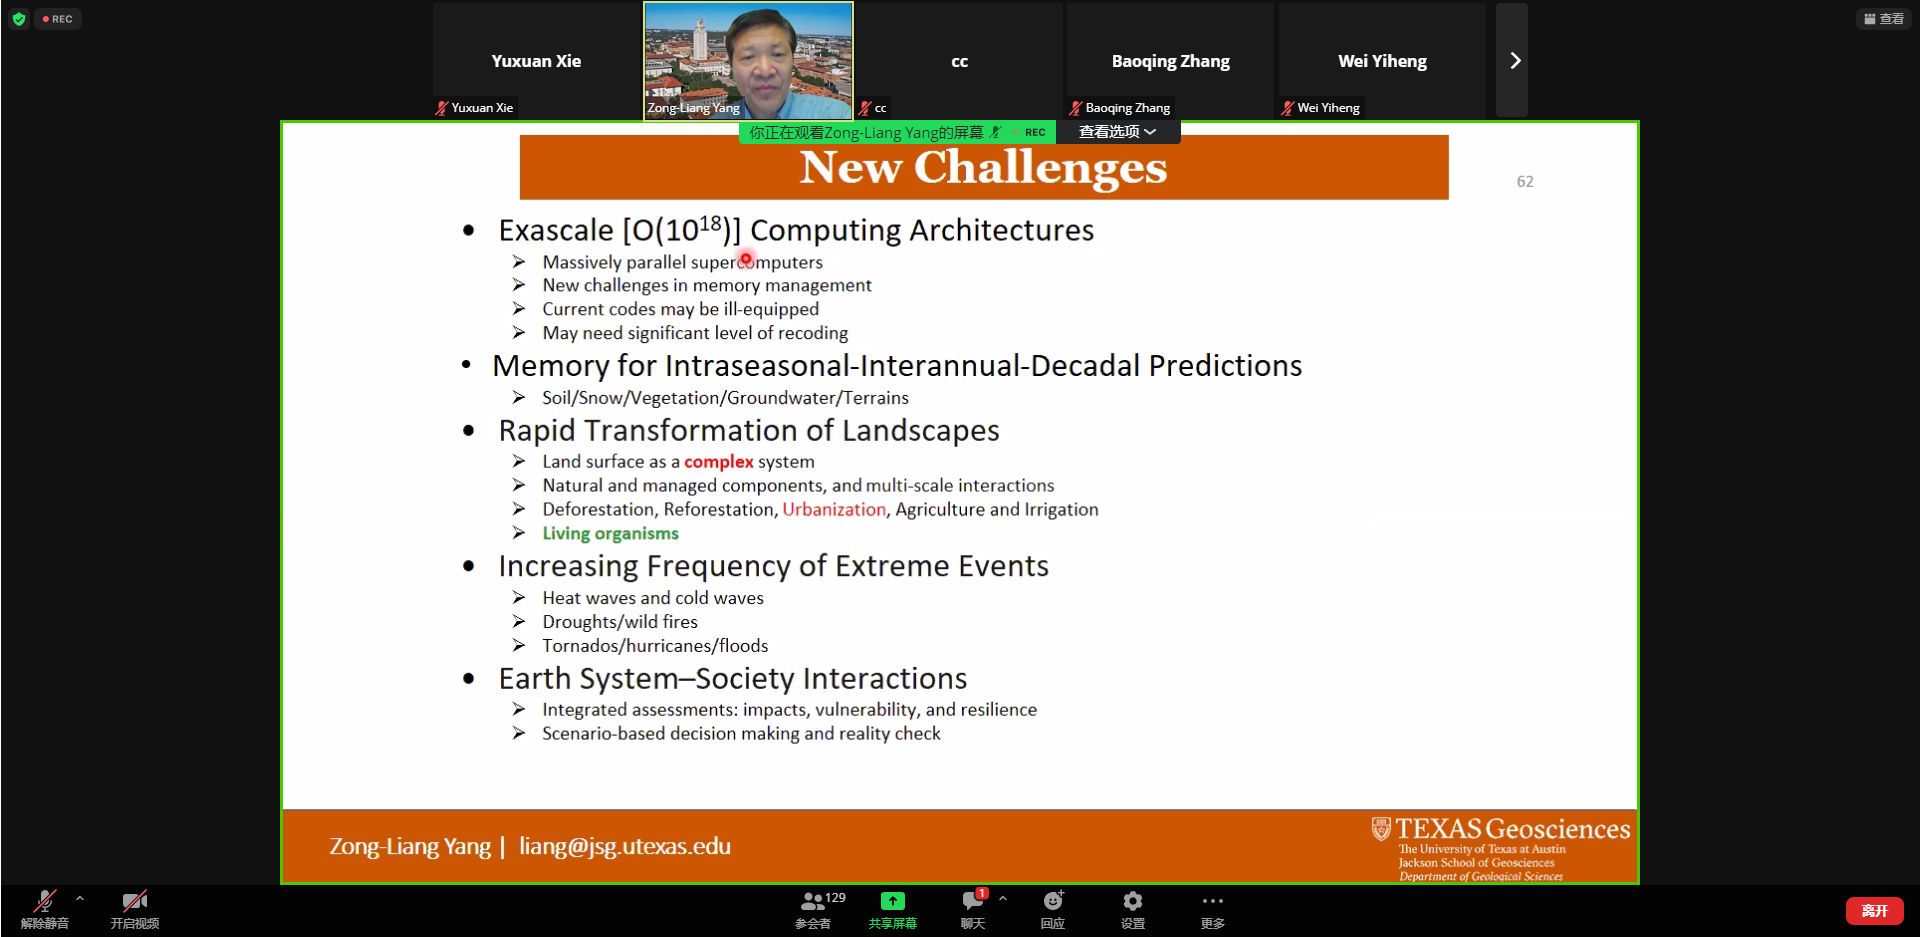 REC
查看
Yuxuan Xie
cc
Baoqing Zhang
Wei Yiheng
Yuxuan Xie
Zong-Liang Yang
cc
Baoqing Zhang
Wei Yiheng
你正在观看Zong-Liang Yang的屏幕 REC 查看选项
New Challenges
62
• Exascale [O(10¹⁸)] Computing Architectures
➢ Massively parallel supercomputers
➢ New challenges in memory management
➢ Current codes may be ill-equipped
➢ May need significant level of recoding
• Memory for Intraseasonal-Interannual-Decadal Predictions
➢ Soil/Snow/Vegetation/Groundwater/Terrains
• Rapid Transformation of Landscapes
➢ Land surface as a complex system
➢ Natural and managed components, and multi-scale interactions
➢ Deforestation, Reforestation, Urbanization, Agriculture and Irrigation
➢ Living organisms
• Increasing Frequency of Extreme Events
➢ Heat waves and cold waves
➢ Droughts/wild fires
➢ Tornados/hurricanes/floods
• Earth System–Society Interactions
➢ Integrated assessments: impacts, vulnerability, and resilience
➢ Scenario-based decision making and reality check
Zong-Liang Yang | liang@jsg.utexas.edu
TEXAS Geosciences
The University of Texas at Austin
Jackson School of Geosciences
Department of Geological Sciences
129
1
解除静音
开启视频
参会者
共享屏幕
聊天
回应
设置
更多
离开